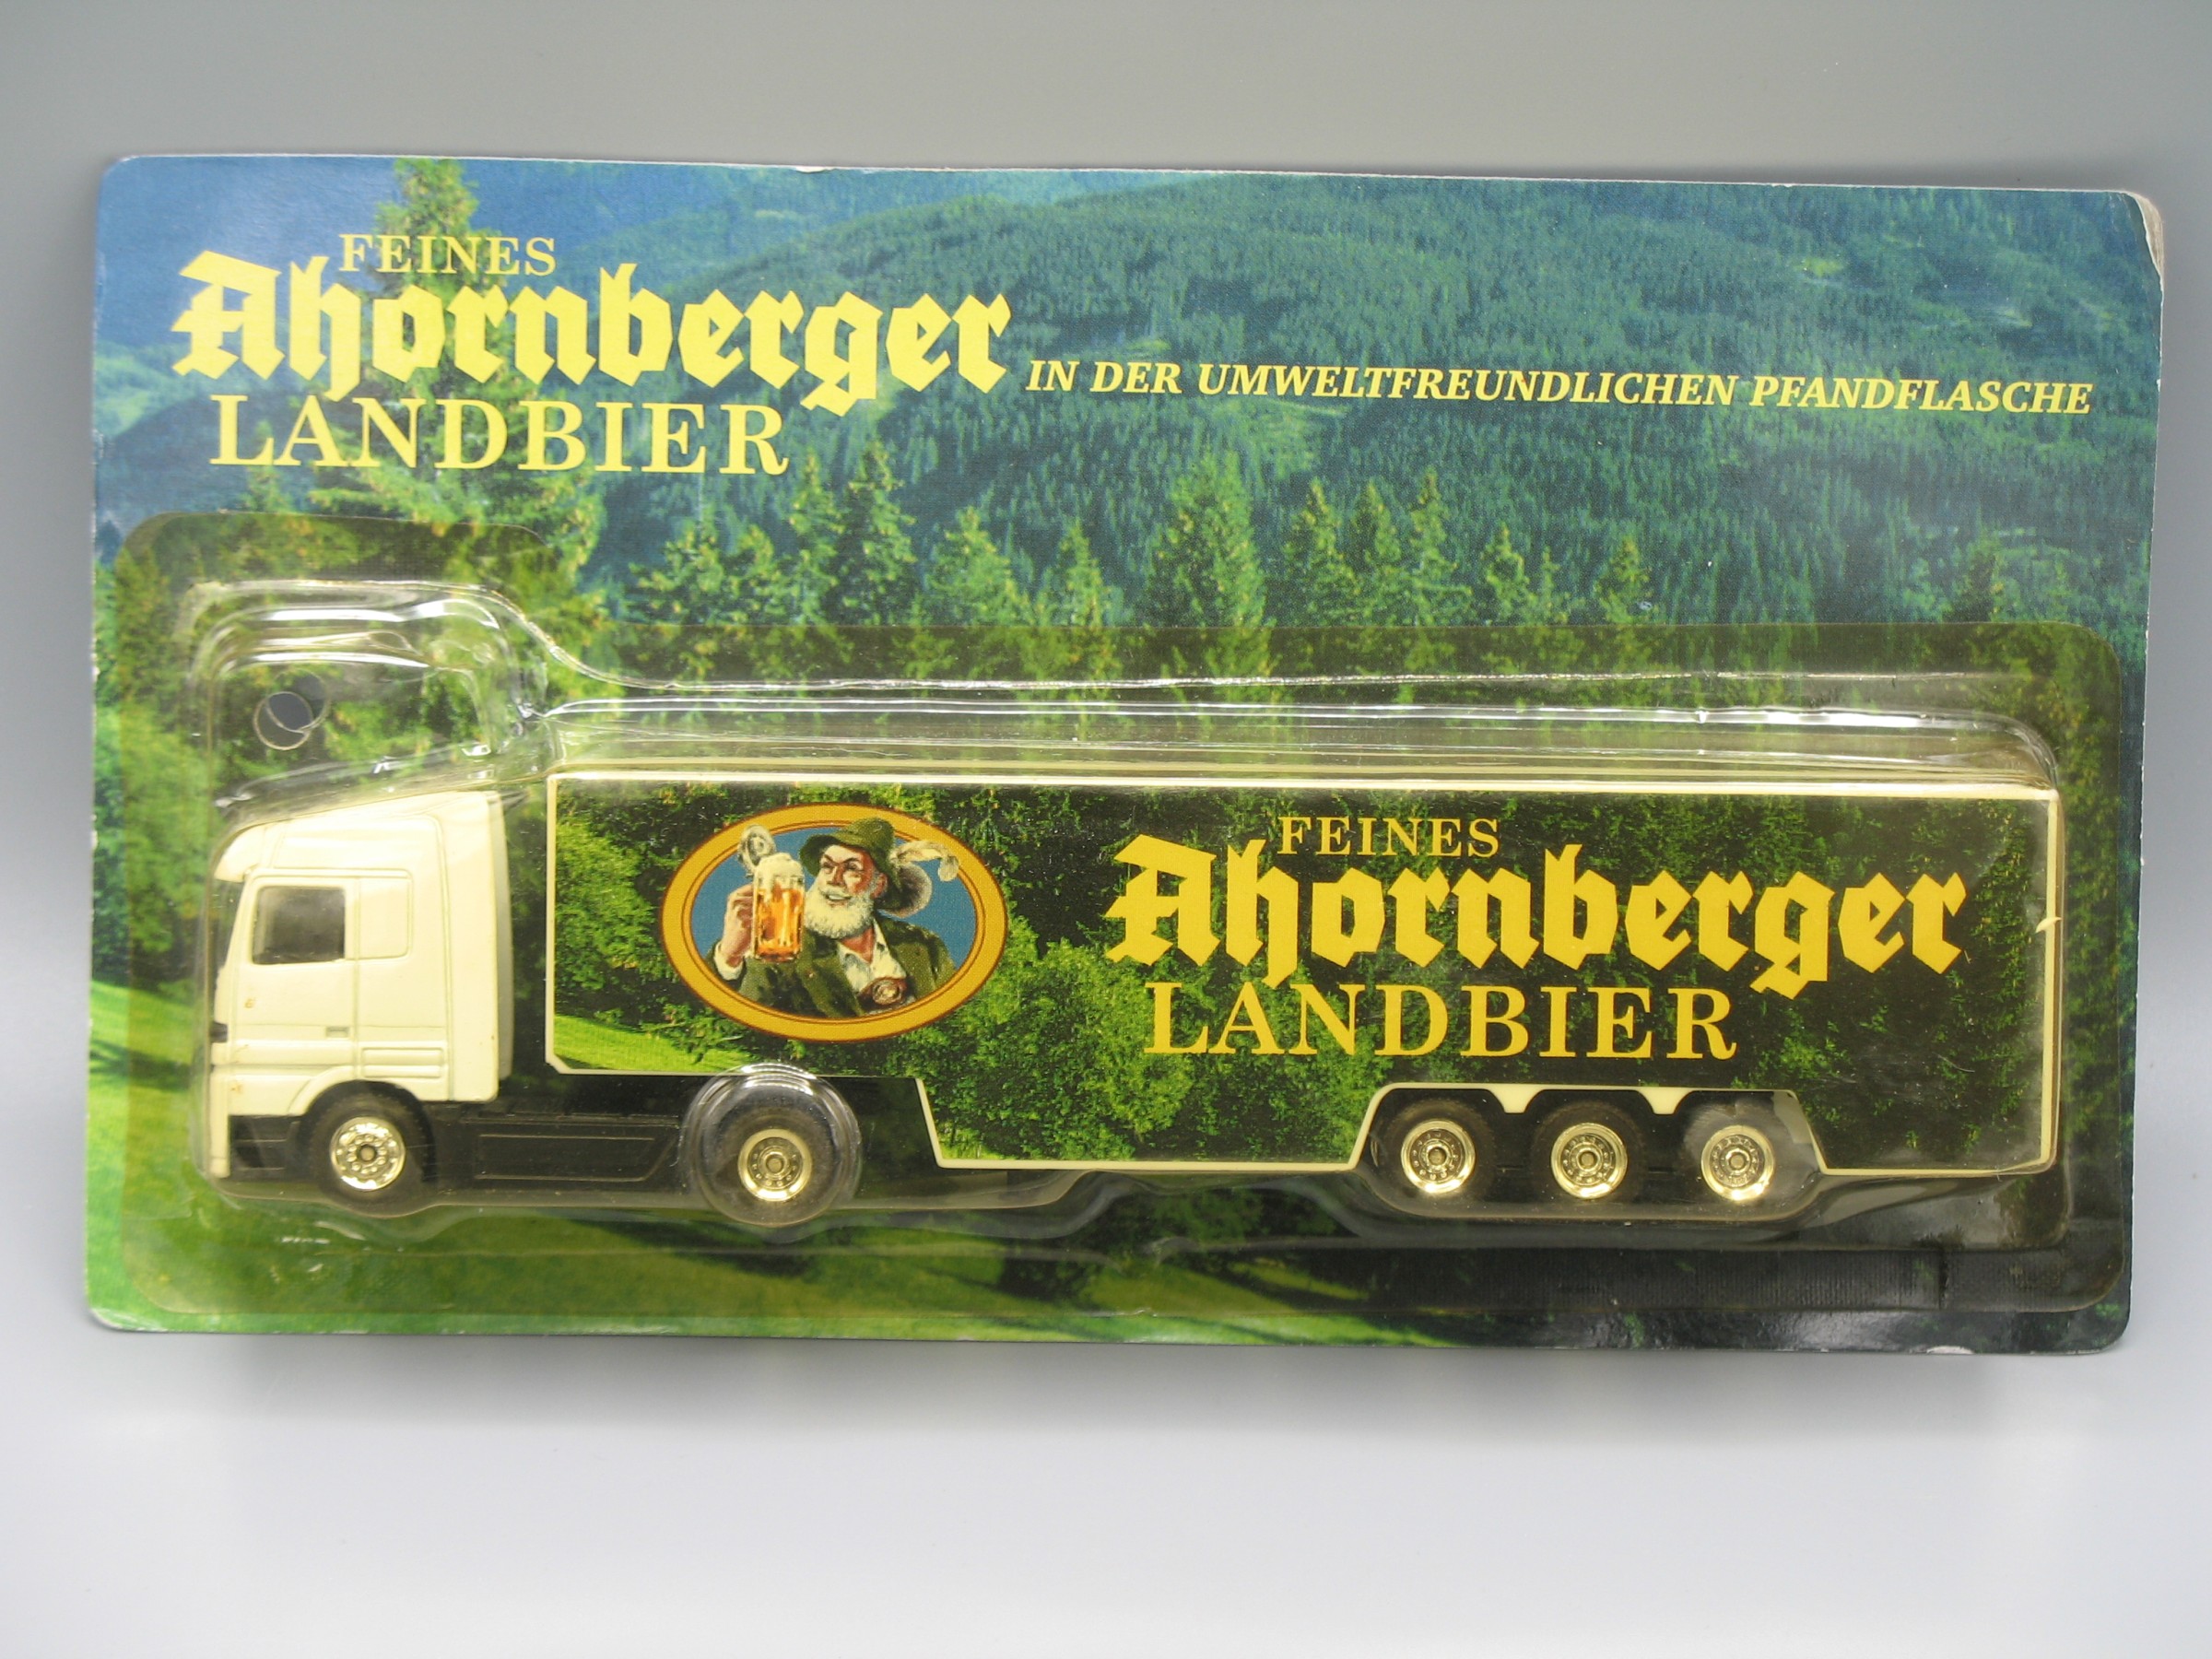 FEINES
Ahornberger
LANDBIER
IN DER UMWELTFREUNDLICHEN PFANDFLASCHE
FEINES
Ahornberger
LANDBIER